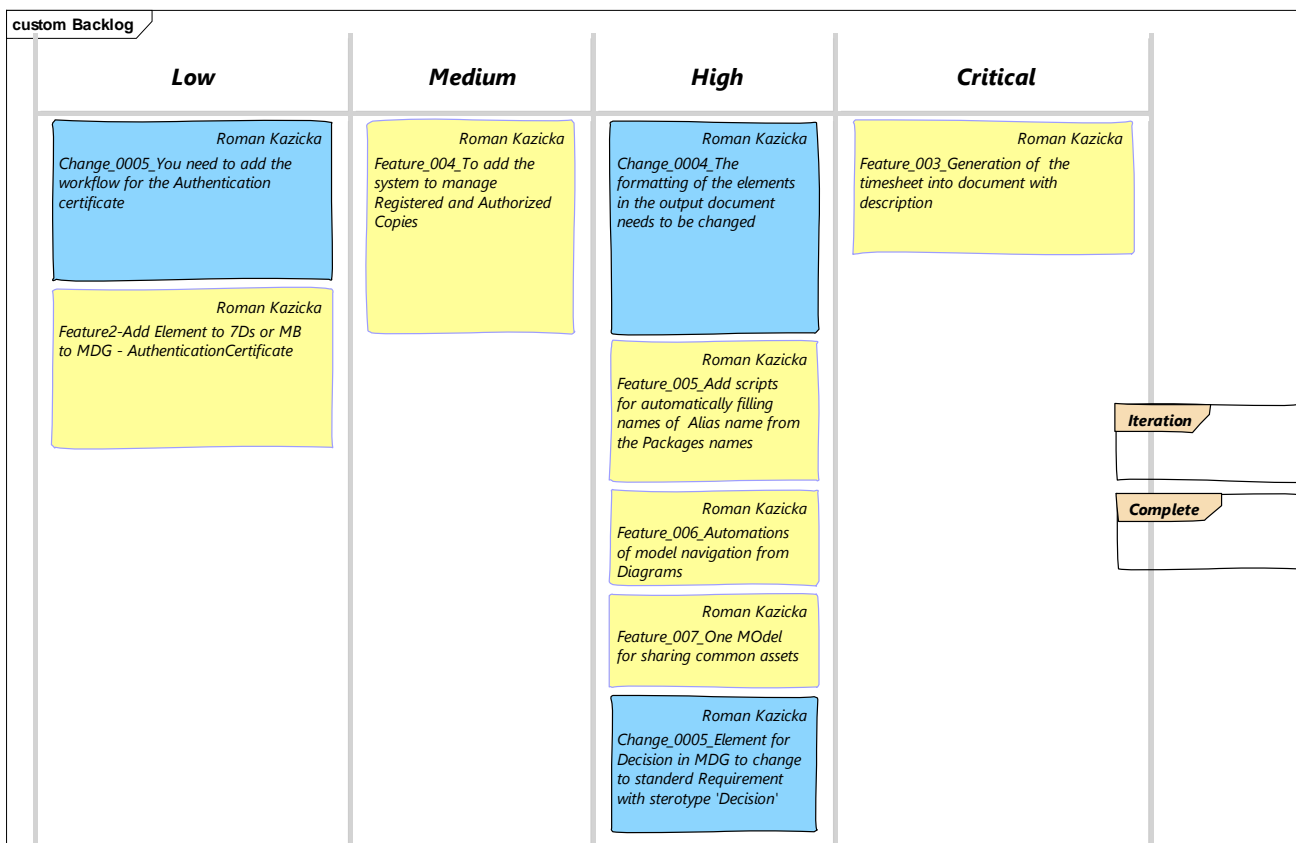 custom Backlog
Low
Medium
High
Critical
Roman Kazicka
Change_0005_You need to add the
workflow for the Authentication
certificate
Roman Kazicka
Feature2-Add Element to 7Ds or MB
to MDG - AuthenticationCertificate
Roman Kazicka
Feature_004_To add the
system to manage
Registered and Authorized
Copies
Roman Kazicka
Change_0004_The
formatting of the elements
in the output document
needs to be changed
Roman Kazicka
Feature_005_Add scripts
for automatically filling
names of  Alias name from
the Packages names
Roman Kazicka
Feature_006_Automations
of model navigation from
Diagrams
Roman Kazicka
Feature_007_One MOdel
for sharing common assets
Roman Kazicka
Change_0005_Element for
Decision in MDG to change
to standerd Requirement
with sterotype 'Decision'
Roman Kazicka
Feature_003_Generation of  the
timesheet into document with
description
Iteration
Complete